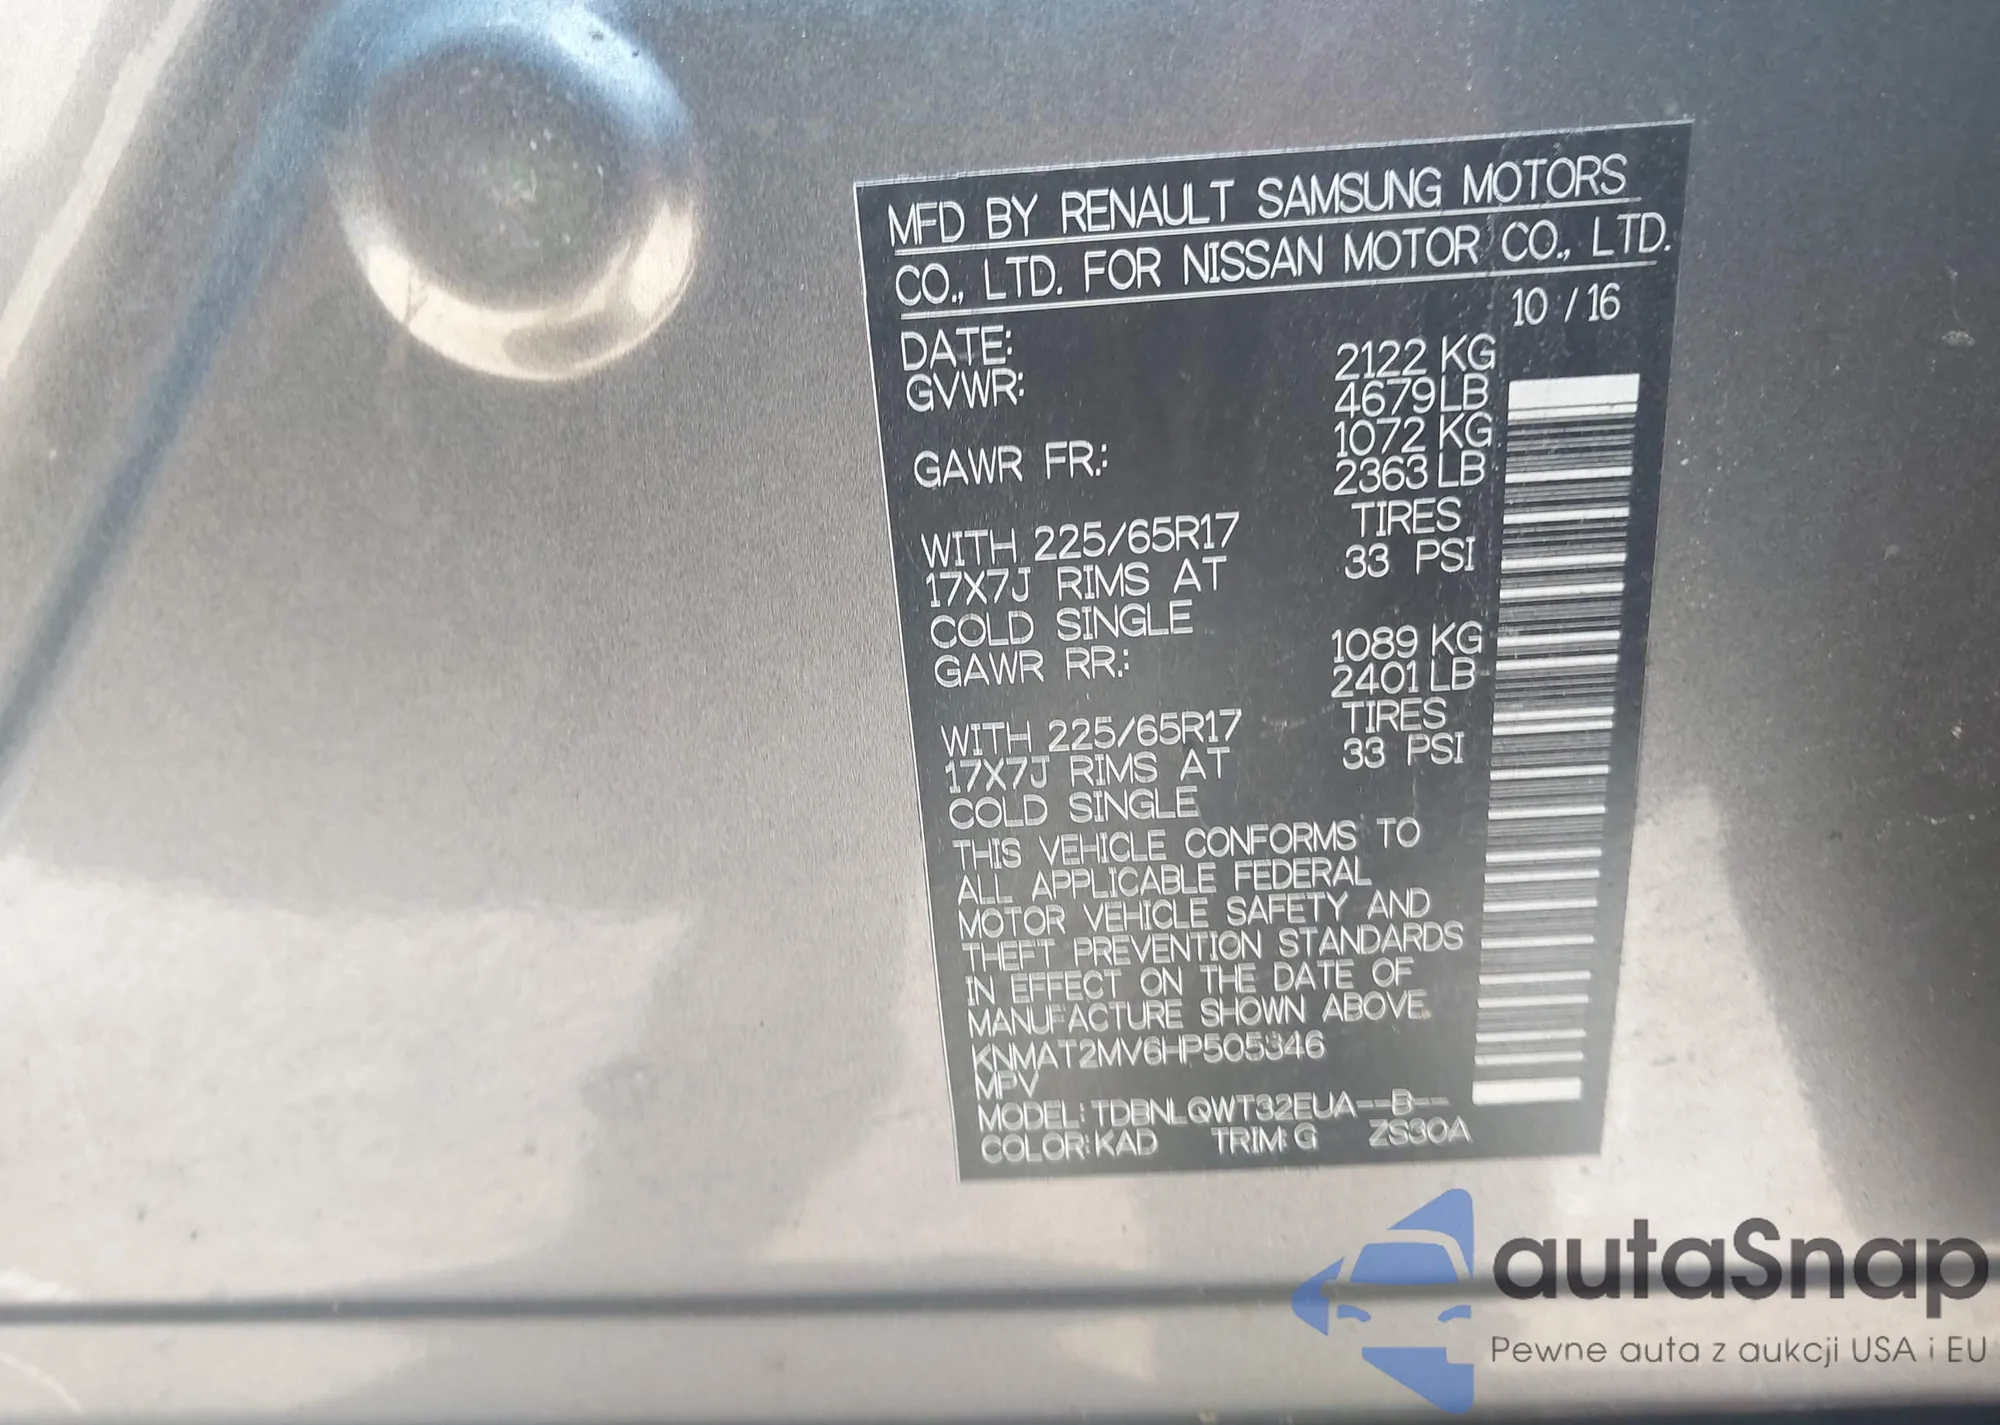 MFD BY RENAULT SAMSUNG MOTORS
CO., LTD. FOR NISSAN MOTOR CO., LTD.
DATE: 10 / 16
GVWR: 2122 KG
4679 LB
GAWR FR.: 1072 KG
2363 LB
WITH 225/65R17 TIRES
17X7J RIMS AT 33 PSI
COLD SINGLE
GAWR RR.: 1089 KG
2401 LB
WITH 225/65R17 TIRES
17X7J RIMS AT 33 PSI
COLD SINGLE
THIS VEHICLE CONFORMS TO
ALL APPLICABLE FEDERAL
MOTOR VEHICLE SAFETY AND
THEFT PREVENTION STANDARDS
IN EFFECT ON THE DATE OF
MANUFACTURE SHOWN ABOVE.
KNMAT2MV6HP505346
MPV
MODEL: TDBNLQWT32EUA--B--
COLOR: KAD TRIM: G ZS30A
autaSnap
Pewne auta z aukcji USA i EU